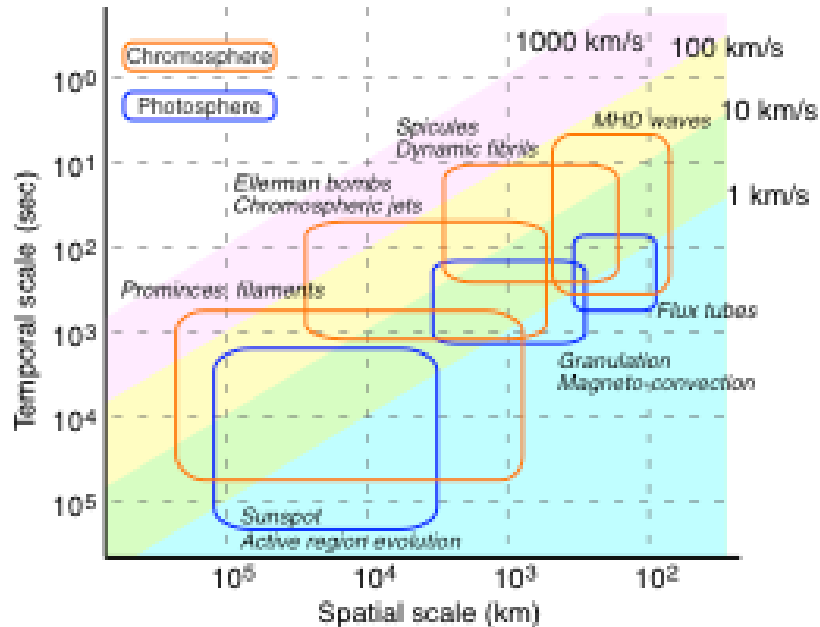 Chromosphere
Photosphere
1000 km/s
100 km/s
10 km/s
1 km/s
MHD waves
Spicules
Dynamic fibrils
Ellerman bombs
Chromospheric jets
Prominces, filaments
Flux tubes
Granulation
Magneto-convection
Sunspot
Active region evolution
Temporal scale (sec)
10⁰
10¹
10²
10³
10⁴
10⁵
10⁵ 10⁴ 10³ 10²
Spatial scale (km)